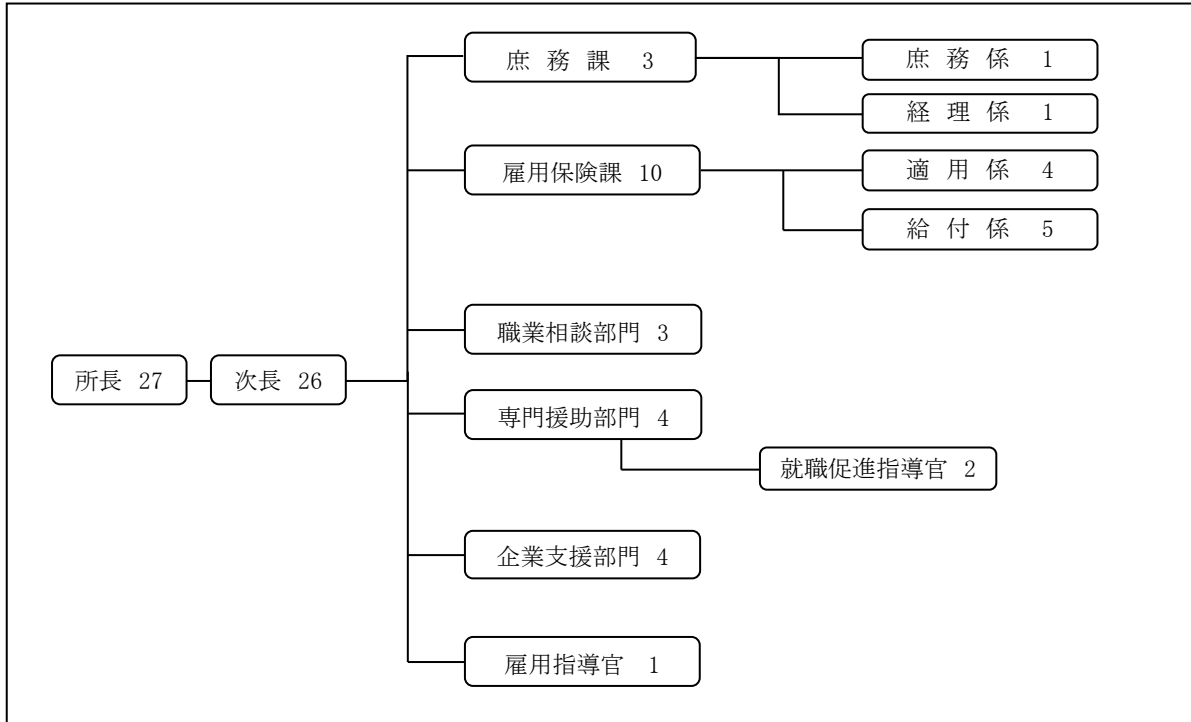 庶務課 3
庶務係 1
経理係 1
雇用保険課 10
適用係 4
給付係 5
職業相談部門 3
所長 27
次長 26
専門援助部門 4
就職促進指導官 2
企業支援部門 4
雇用指導官 1